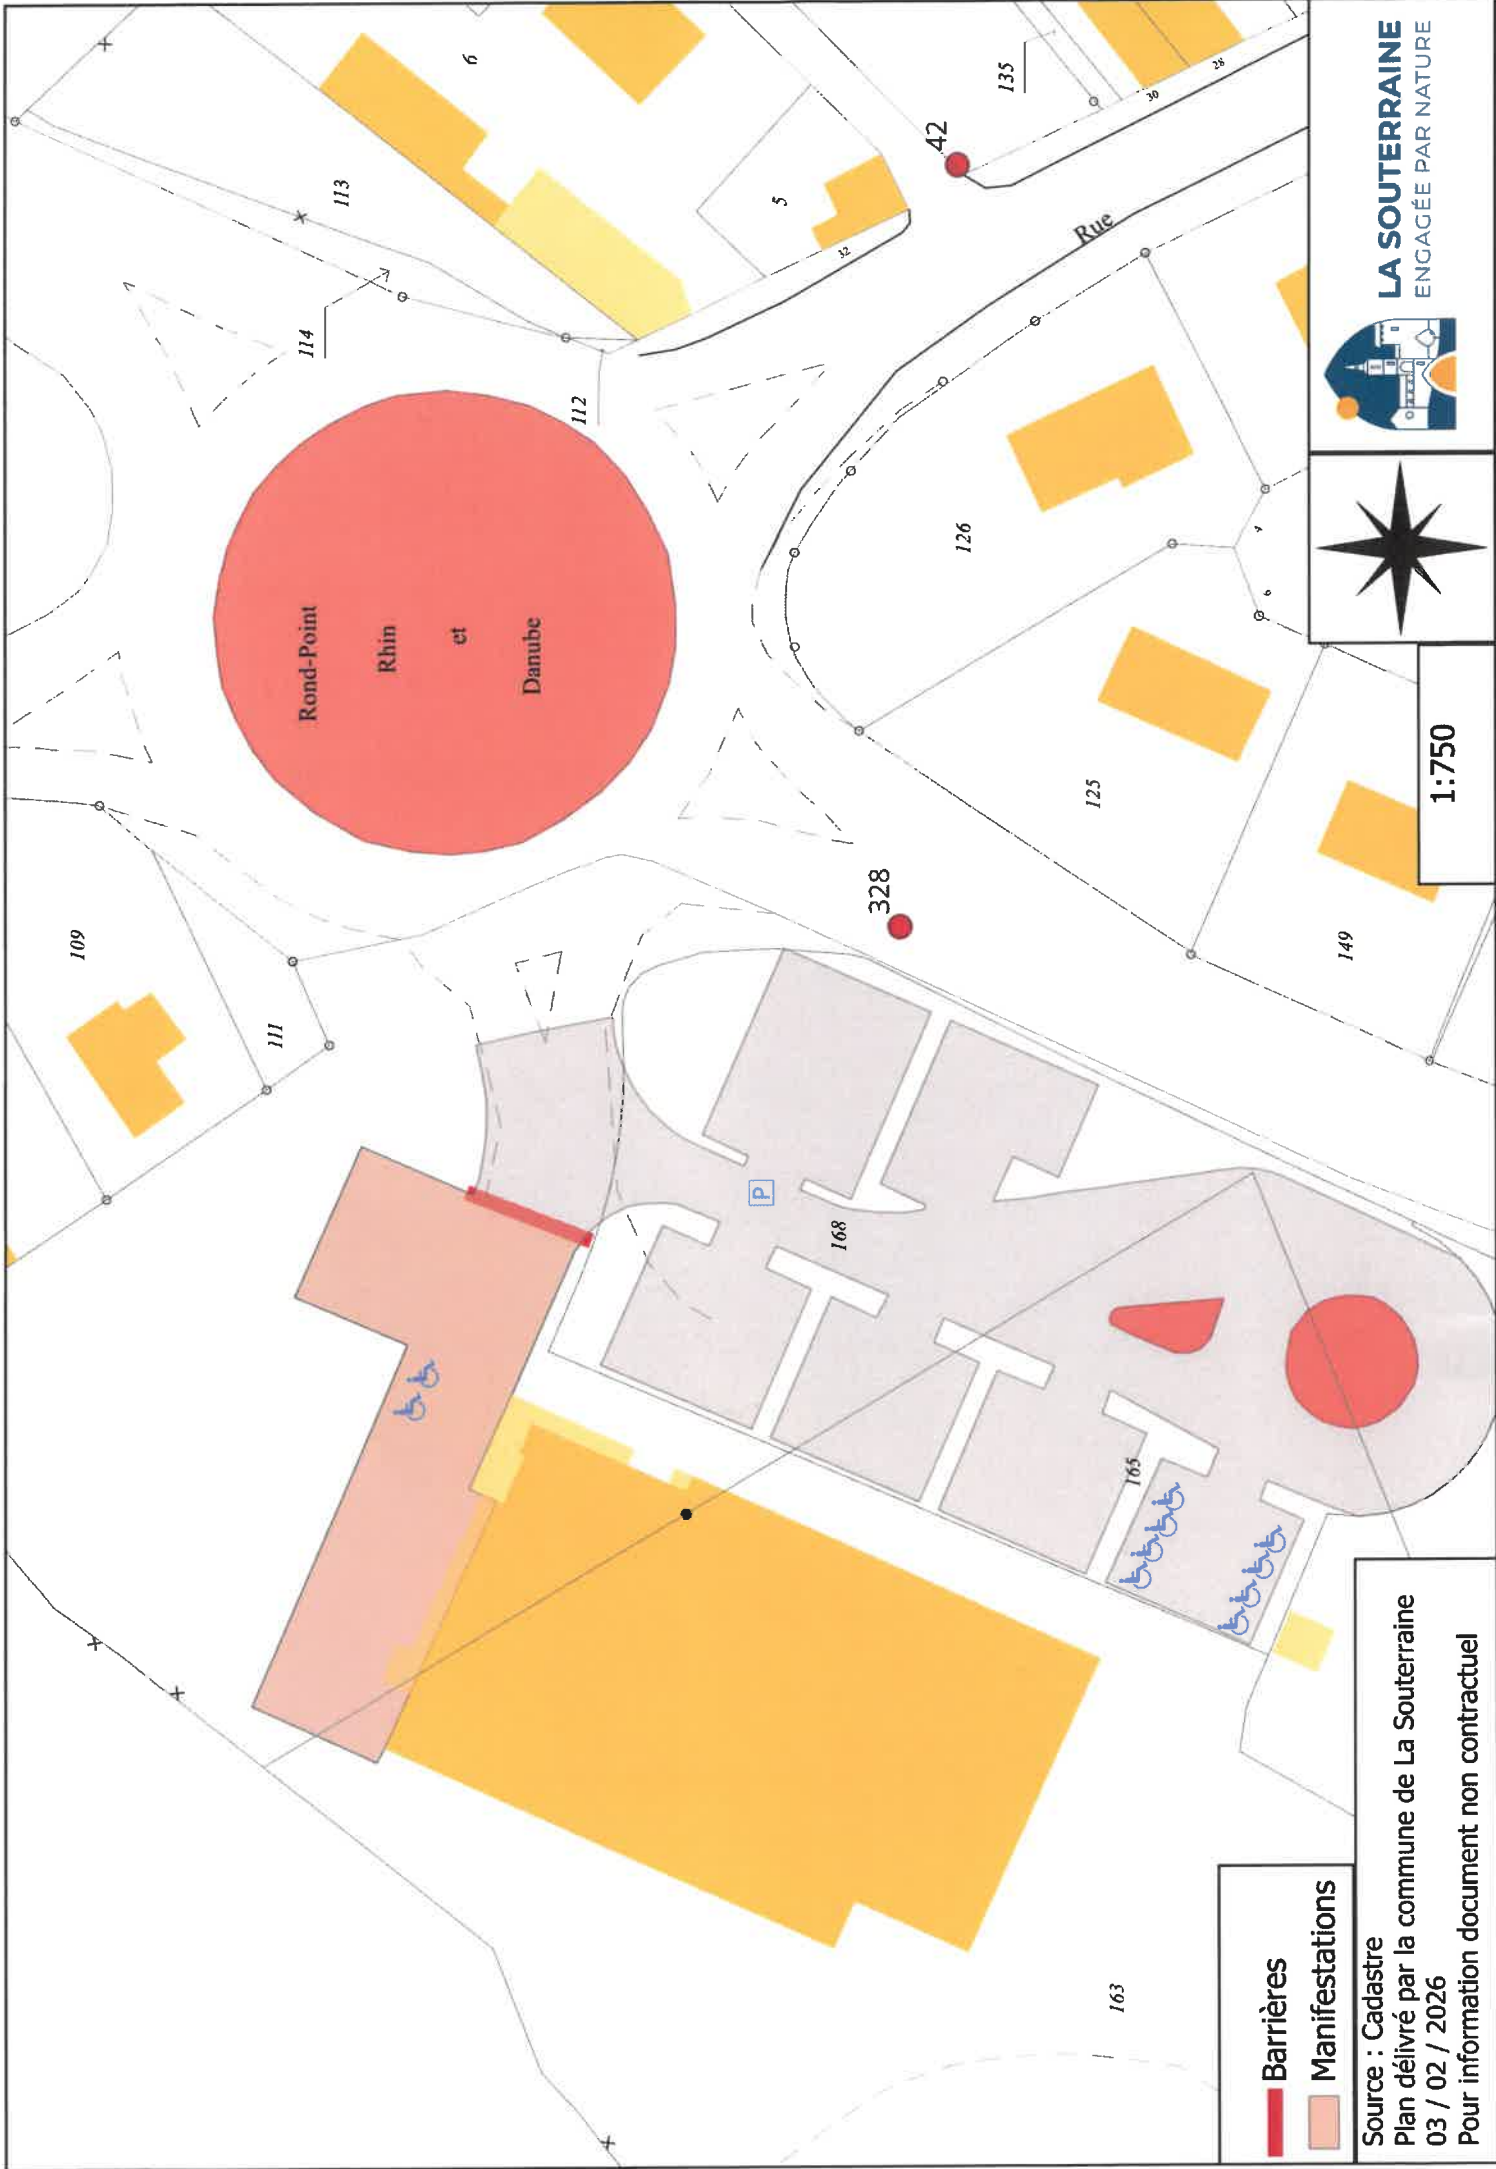 6
113
114
112
5
32
42
135
30
28
Rue
Rond-Point
Rhin
et
Danube
109
111
126
4
6
125
149
328
P
168
165
163
LA SOUTERRAINE
ENGAGÉE PAR NATURE
1:750
Barrières
Manifestations
Source : Cadastre
Plan délivré par la commune de La Souterraine
03 / 02 / 2026
Pour information document non contractuel